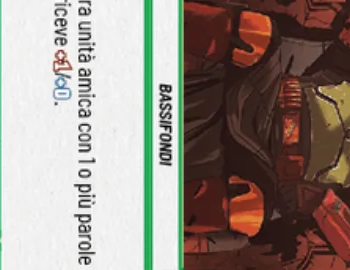 BASSIFONDI
ra unità amica con 1 o più parole
riceve +1/+0.